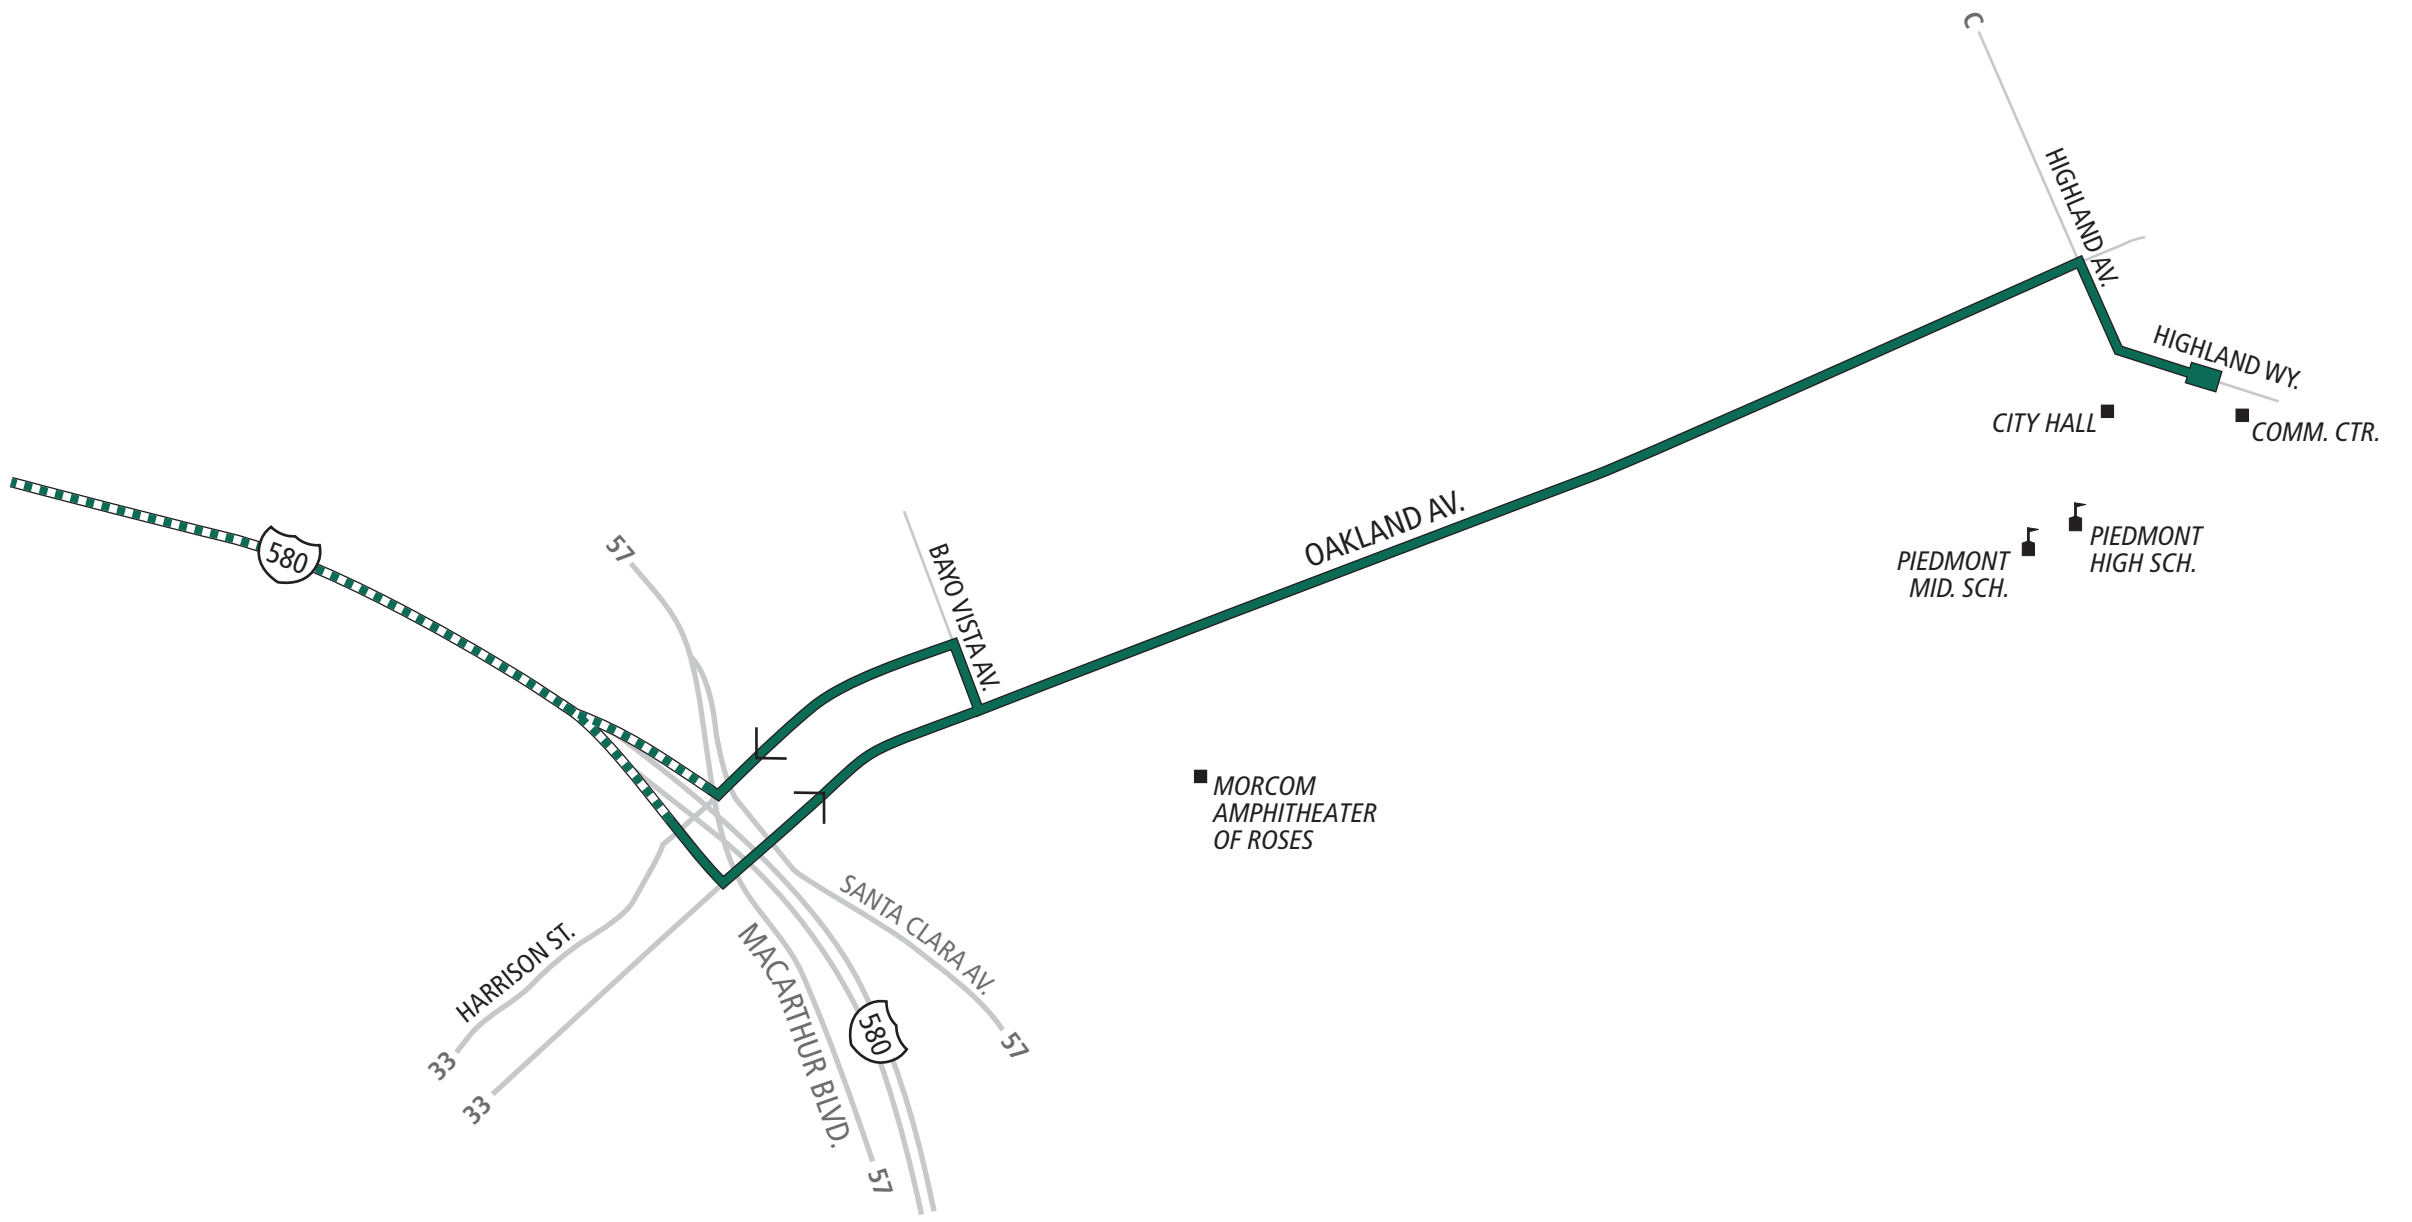 C
HIGHLAND AV.
HIGHLAND WY.
CITY HALL
COMM. CTR.
OAKLAND AV.
PIEDMONT
HIGH SCH.
PIEDMONT
MID. SCH.
580
57
BAYO VISTA AV.
MORCOM
AMPHITHEATER
OF ROSES
SANTA CLARA AV.
HARRISON ST.
MACARTHUR BLVD.
580
57
33
33
57